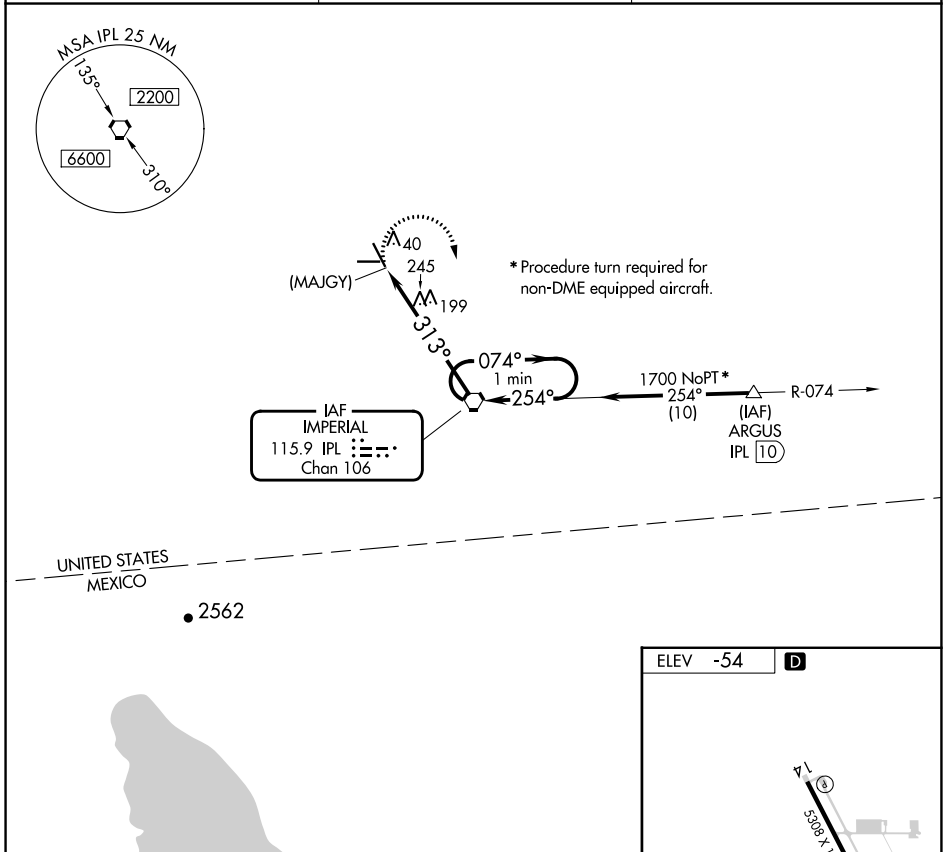 MSA IPL 25 NM
135°
2200
6600
310°
40
245
(MAJGY)
199
* Procedure turn required for
non-DME equipped aircraft.
313°
074°
1 min
254°
1700 NoPT *
254°
(10)
R-074
(IAF)
ARGUS
IPL 10
IAF
IMPERIAL
115.9 IPL
Chan 106
UNITED STATES
MEXICO
2562
ELEV -54 D
14
P
5308 X